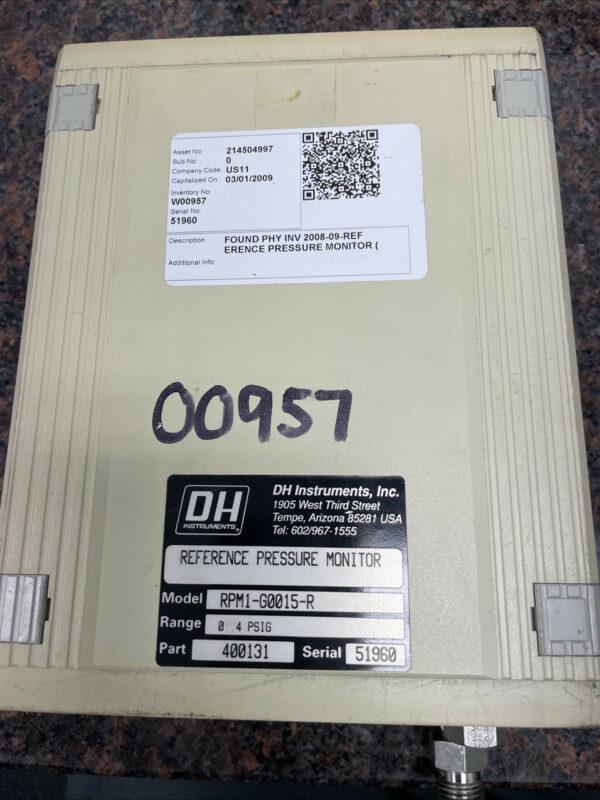 Asset No: 214504997
Sub No: 0
Company Code: US11
Capitalized On: 03/01/2009
Inventory No:
W00957
Serial No:
51960
Description: FOUND PHY INV 2008-09-REF
ERENCE PRESSURE MONITOR (
Additional Info:
00957
DH
INSTRUMENTS
DH Instruments, Inc.
1905 West Third Street
Tempe, Arizona 85281 USA
Tel: 602/967-1555
REFERENCE PRESSURE MONITOR
Model RPM1-G0015-R
Range 0 4 PSIG
Part 400131 Serial 51960